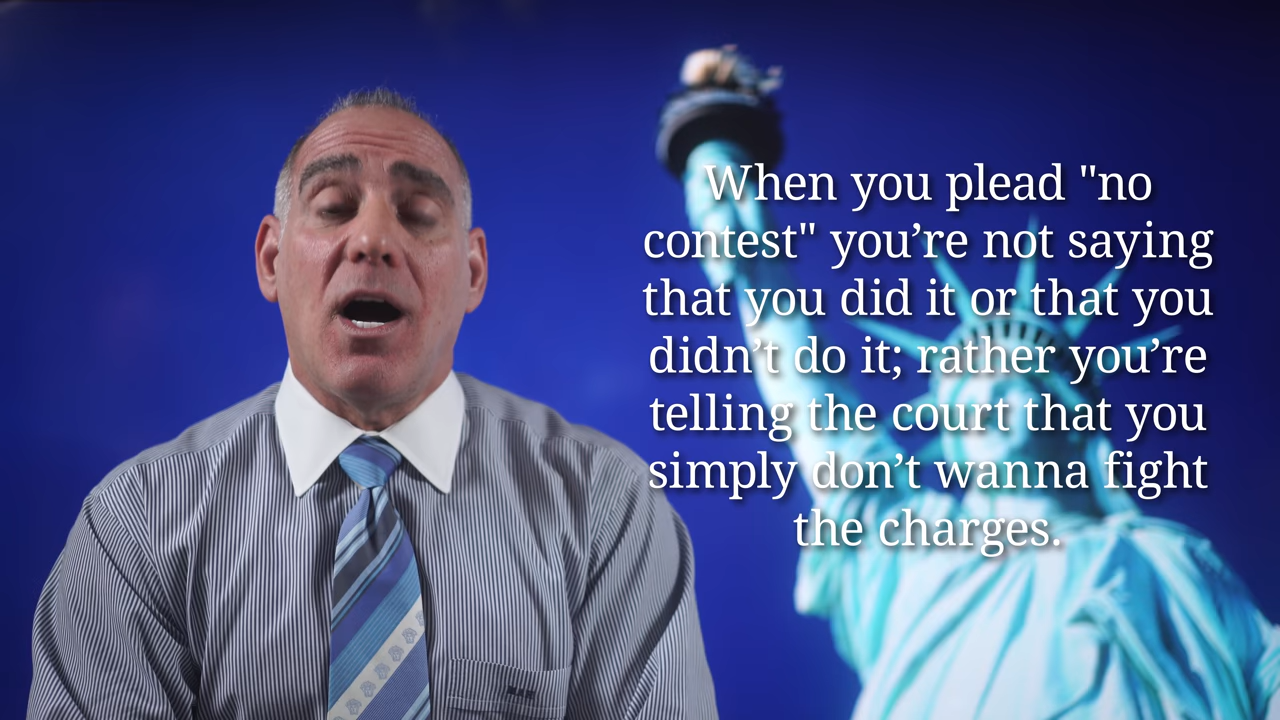 When you plead "no
contest" you’re not saying
that you did it or that you
didn’t do it; rather you’re
telling the court that you
simply don’t wanna fight
the charges.